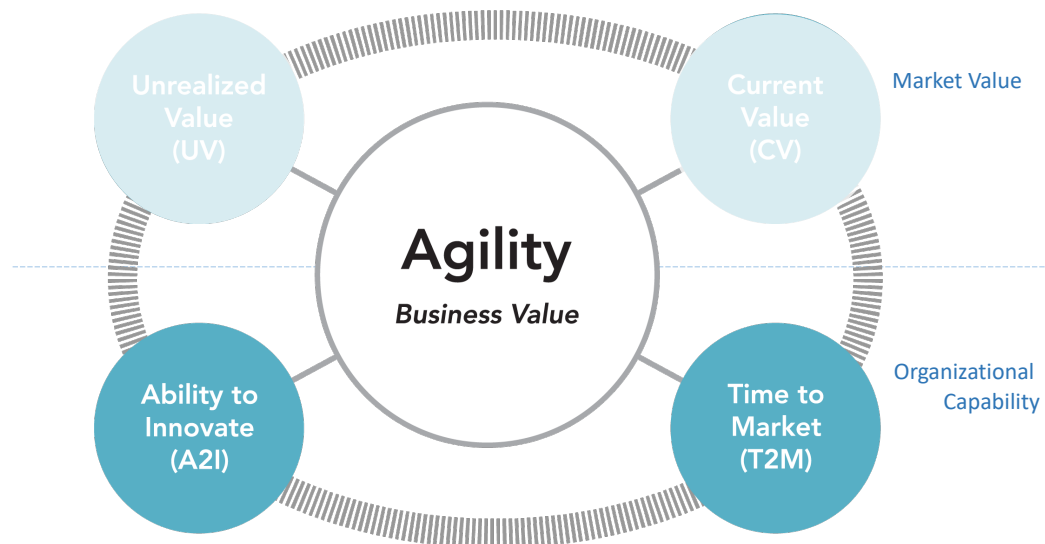 Unrealized
Value
(UV)
Current
Value
(CV)
Market Value
Agility
Business Value
Ability to
Innovate
(A2I)
Time to
Market
(T2M)
Organizational
Capability